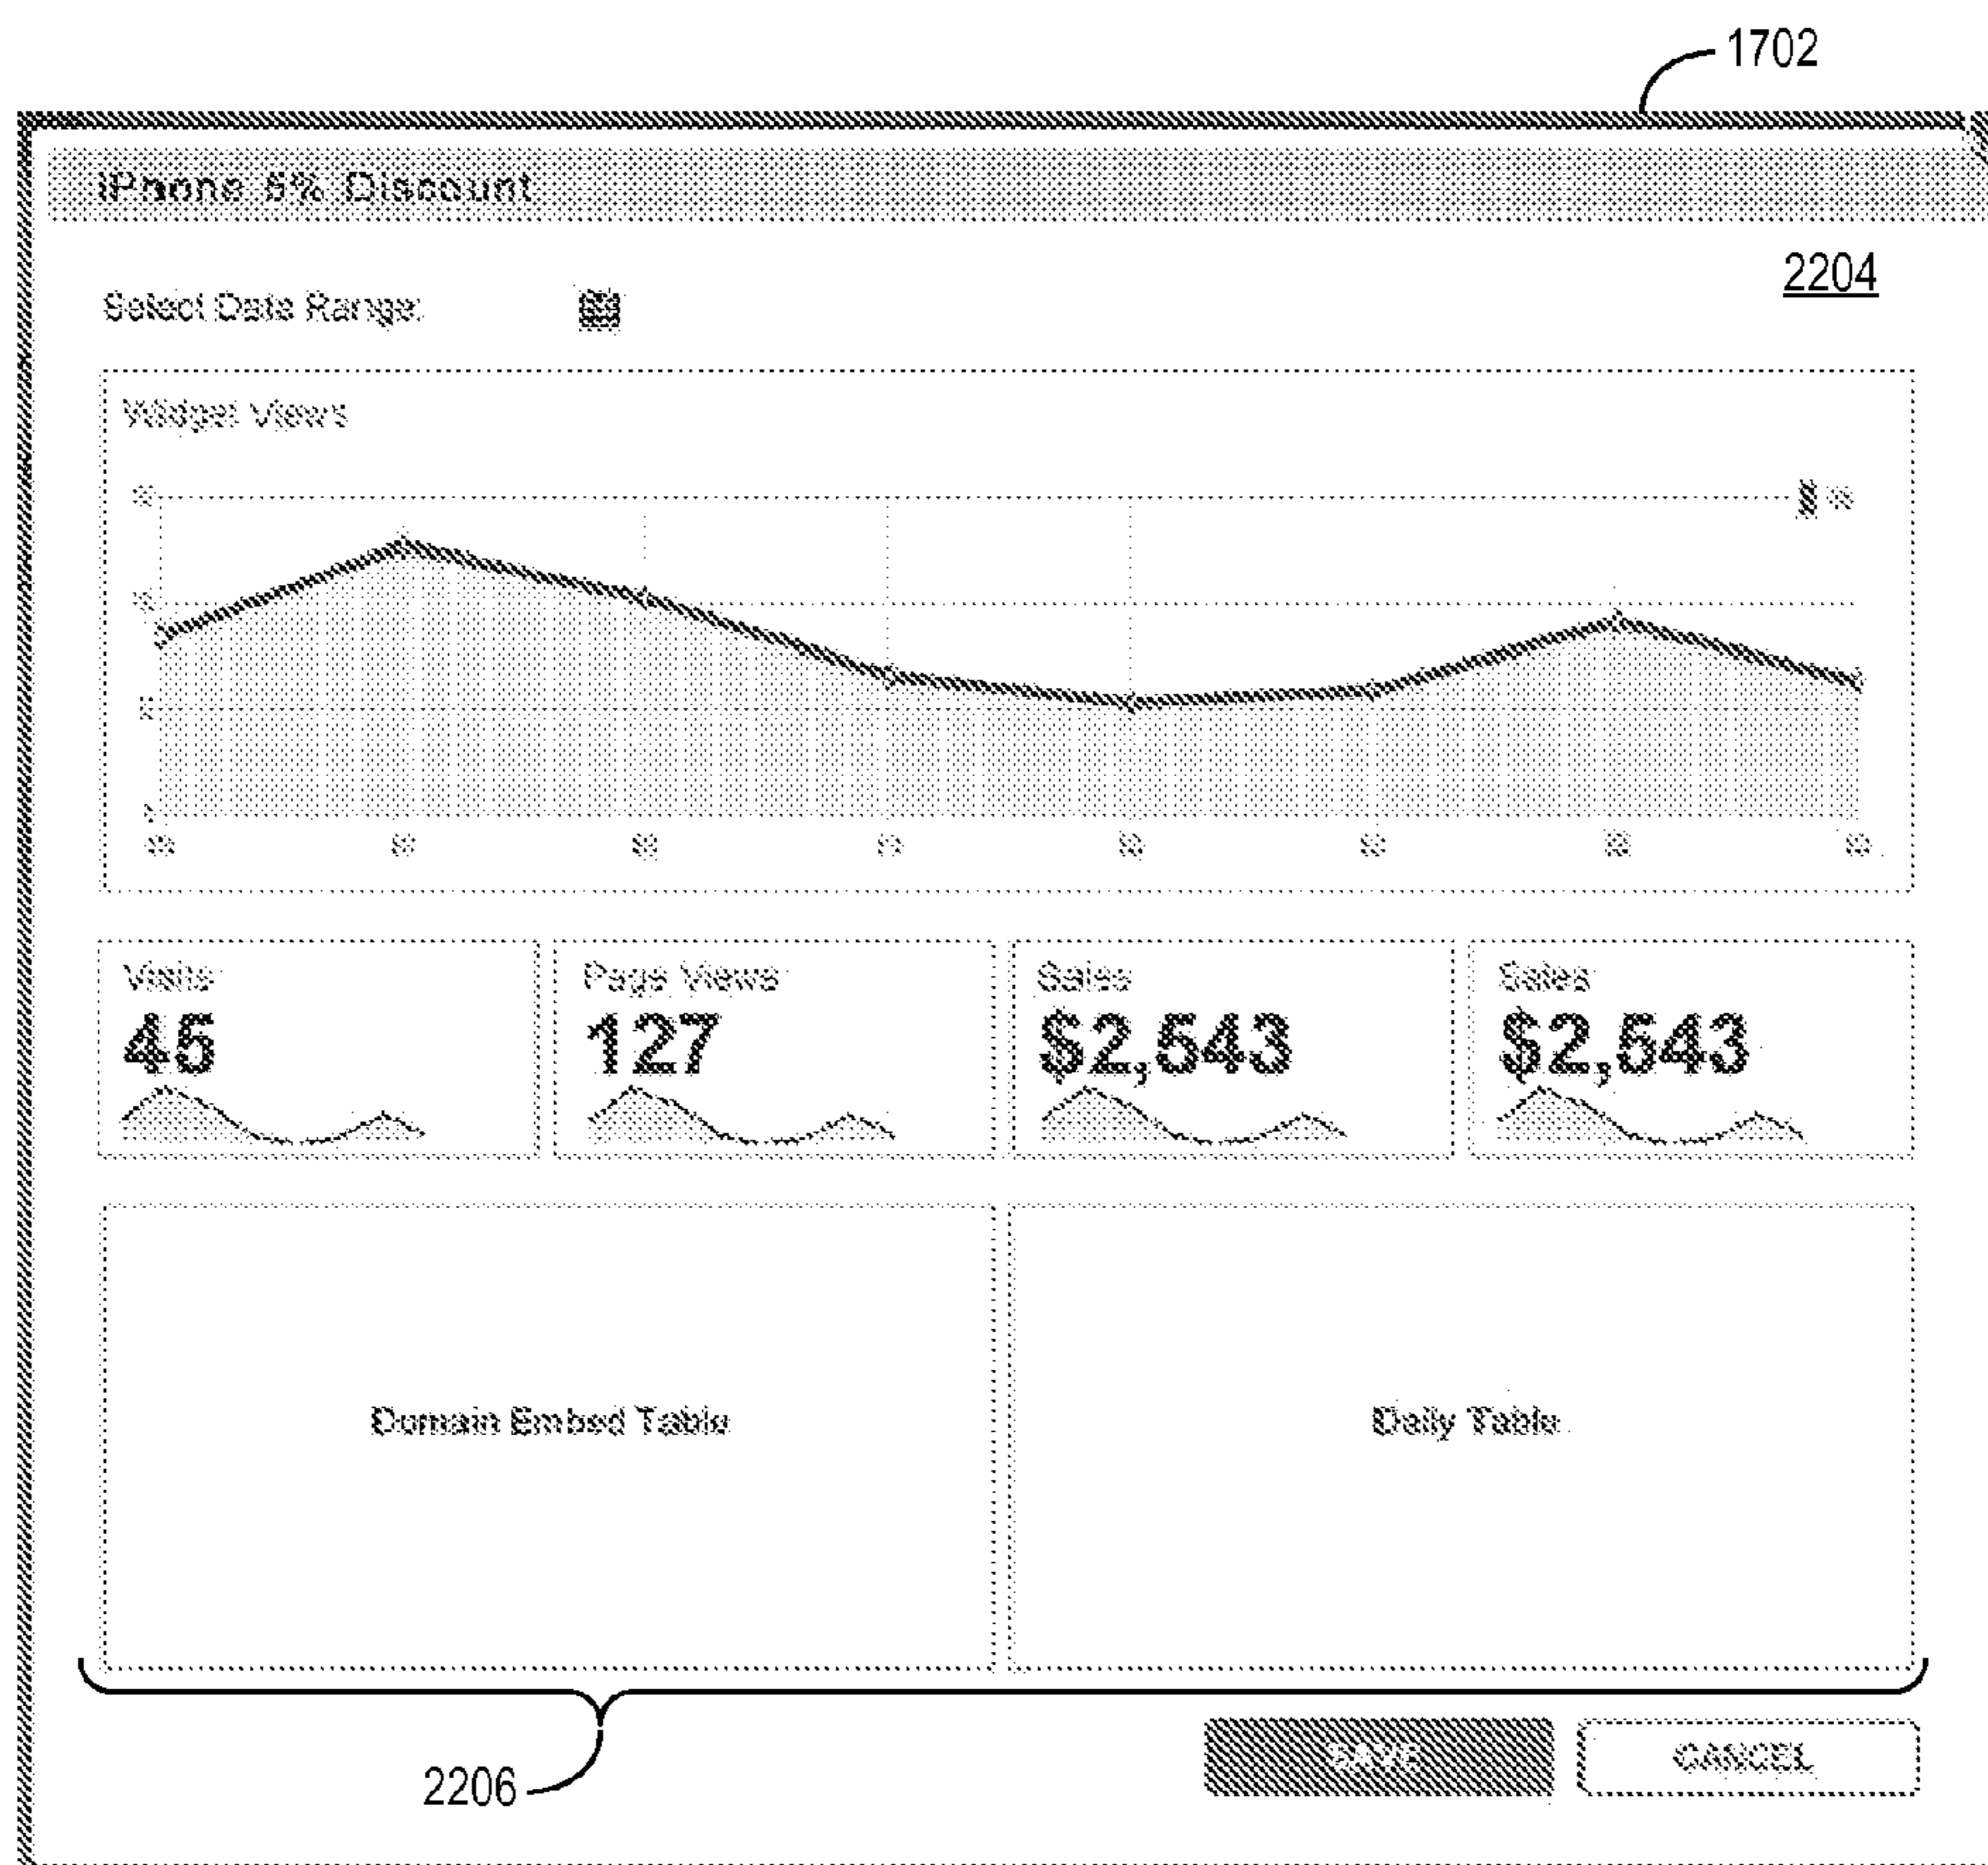 1702
iPhone 5% Discount
2204
Select Date Range:
Widget Views
Visits
45
Page Views
127
Sales
$2,543
Sales
$2,543
Domain Embed Table
Daily Table
SAVE
CANCEL
2206